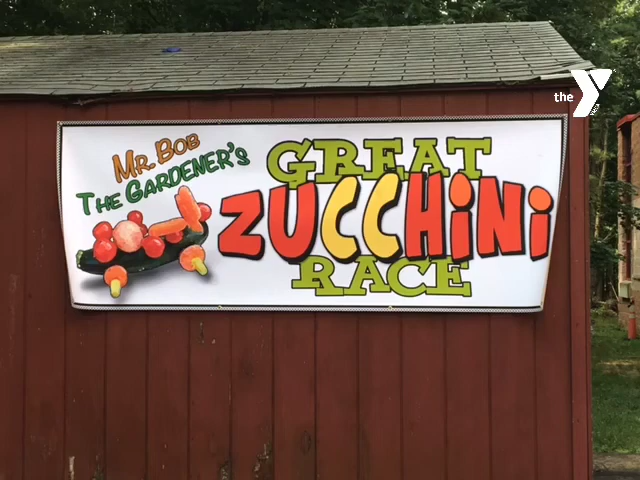 the Y
MR. BOB
THE GARDENER'S
GREAT
ZUCCHINI
RACE